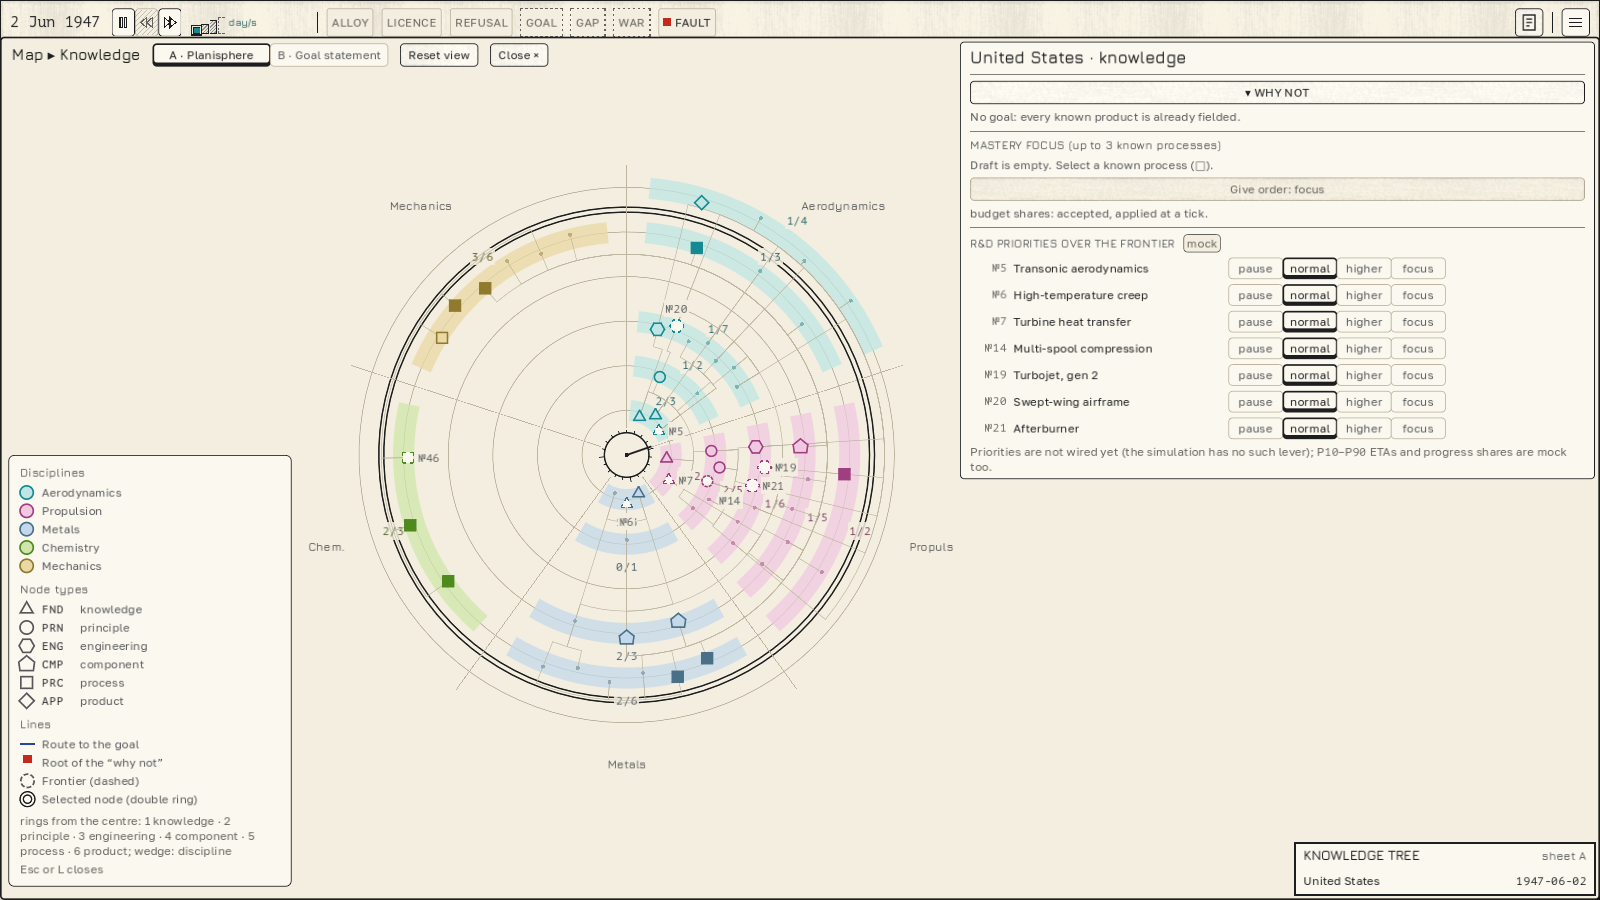 2 Jun 1947
day/s
ALLOY
LICENCE
REFUSAL
GOAL
GAP
WAR
FAULT
Map ▸ Knowledge
A · Planisphere
B · Goal statement
Reset view
Close ×
United States · knowledge
▾ WHY NOT
No goal: every known product is already fielded.
MASTERY FOCUS (up to 3 known processes)
Draft is empty. Select a known process (□).
Give order: focus
budget shares: accepted, applied at a tick.
R&D PRIORITIES OVER THE FRONTIER mock
№5 Transonic aerodynamics pause normal higher focus
№6 High-temperature creep pause normal higher focus
№7 Turbine heat transfer pause normal higher focus
№14 Multi-spool compression pause normal higher focus
№19 Turbojet, gen 2 pause normal higher focus
№20 Swept-wing airframe pause normal higher focus
№21 Afterburner pause normal higher focus
Priorities are not wired yet (the simulation has no such lever); P10–P90 ETAs and progress shares are mock
too.
Mechanics
Aerodynamics
1/4
3/6
1/3
№20
1/7
1/2
2/3
№5
№46
№7
№19
2/5
№21
№14
1/6
№6
1/5
2/3
1/2
Chem.
Propuls
0/1
2/3
2/6
Metals
Disciplines
Aerodynamics
Propulsion
Metals
Chemistry
Mechanics
Node types
FND knowledge
PRN principle
ENG engineering
CMP component
PRC process
APP product
Lines
Route to the goal
Root of the “why not”
Frontier (dashed)
Selected node (double ring)
rings from the centre: 1 knowledge · 2
principle · 3 engineering · 4 component · 5
process · 6 product; wedge: discipline
Esc or L closes
KNOWLEDGE TREE sheet A
United States 1947-06-02